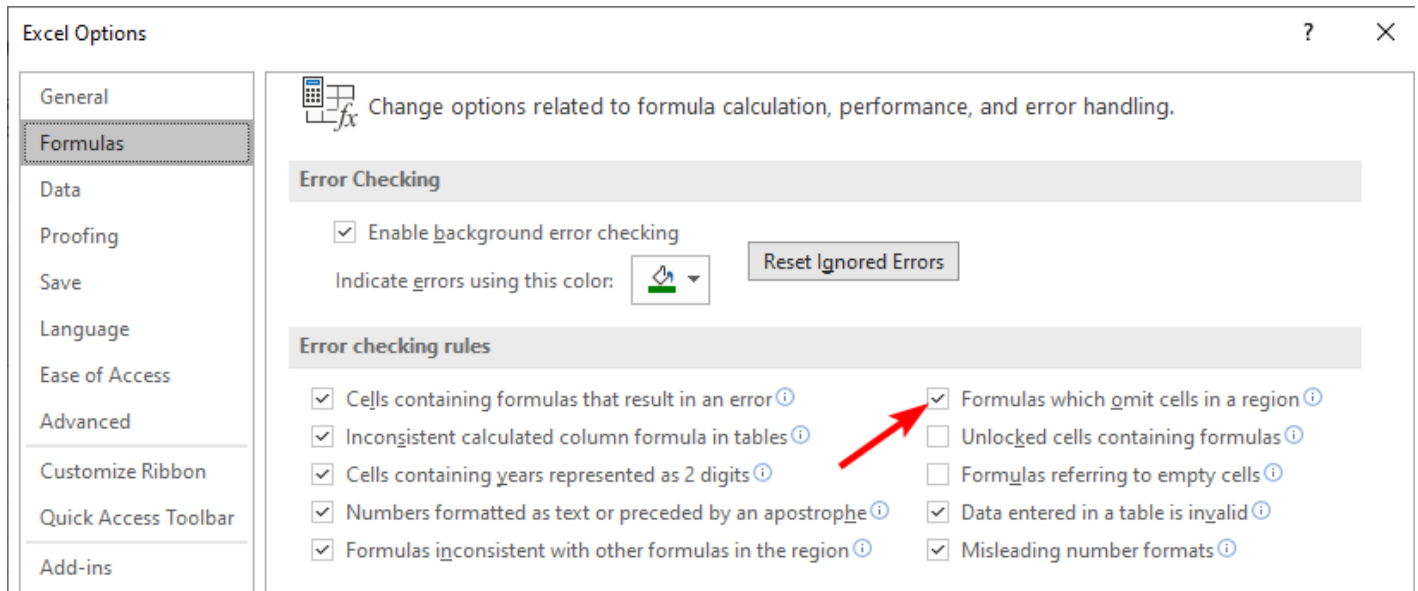 Excel Options
?
General
Formulas
Data
Proofing
Save
Language
Ease of Access
Advanced
Customize Ribbon
Quick Access Toolbar
Add-ins
fx Change options related to formula calculation, performance, and error handling.
Error Checking
Enable background error checking
Indicate errors using this color:
Reset Ignored Errors
Error checking rules
Cells containing formulas that result in an error
Inconsistent calculated column formula in tables
Cells containing years represented as 2 digits
Numbers formatted as text or preceded by an apostrophe
Formulas inconsistent with other formulas in the region
Formulas which omit cells in a region
Unlocked cells containing formulas
Formulas referring to empty cells
Data entered in a table is invalid
Misleading number formats